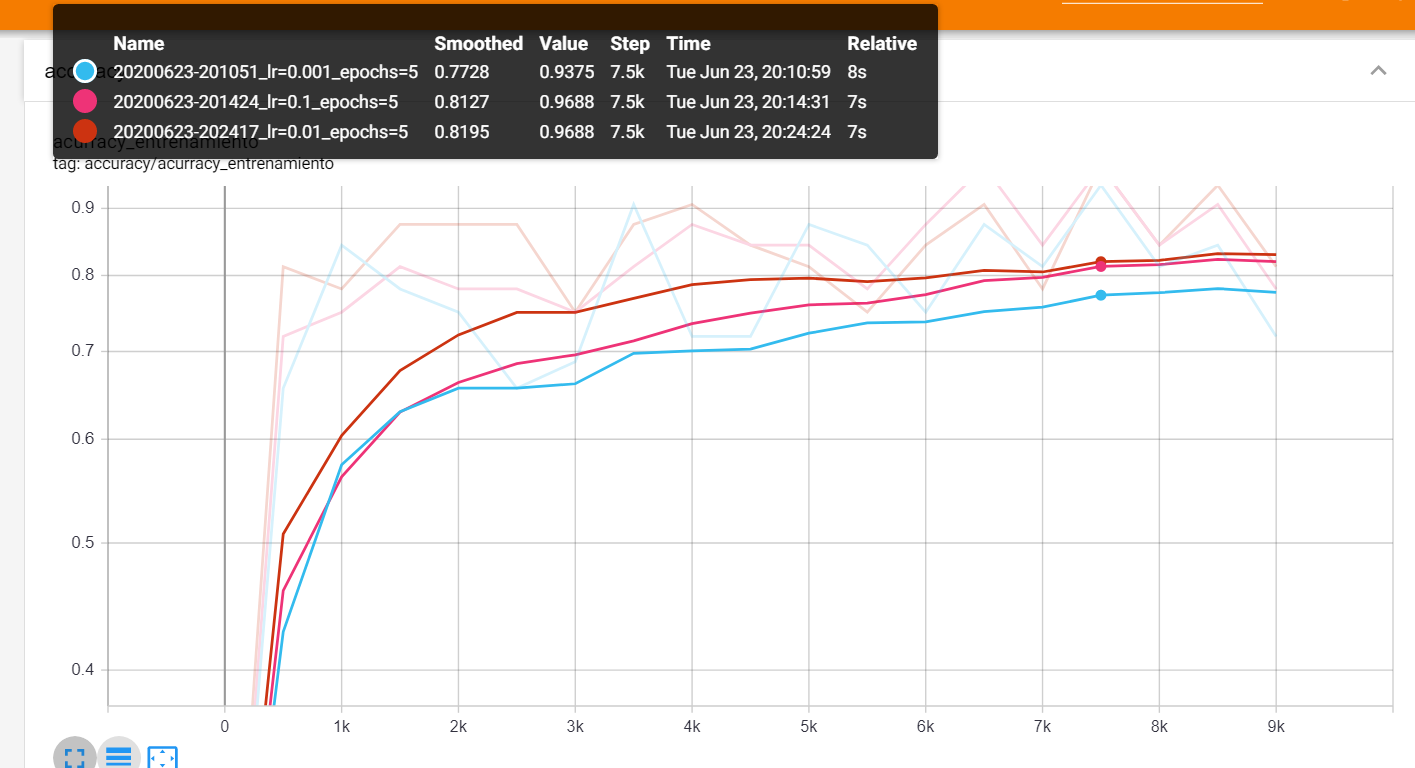 Name Smoothed Value Step Time Relative
20200623-201051_lr=0.001_epochs=5 0.7728 0.9375 7.5k Tue Jun 23, 20:10:59 8s
20200623-201424_lr=0.1_epochs=5 0.8127 0.9688 7.5k Tue Jun 23, 20:14:31 7s
20200623-202417_lr=0.01_epochs=5 0.8195 0.9688 7.5k Tue Jun 23, 20:24:24 7s
acurracy_entrenamiento
tag: accuracy/acurracy_entrenamiento
0.9
0.8
0.7
0.6
0.5
0.4
0 1k 2k 3k 4k 5k 6k 7k 8k 9k